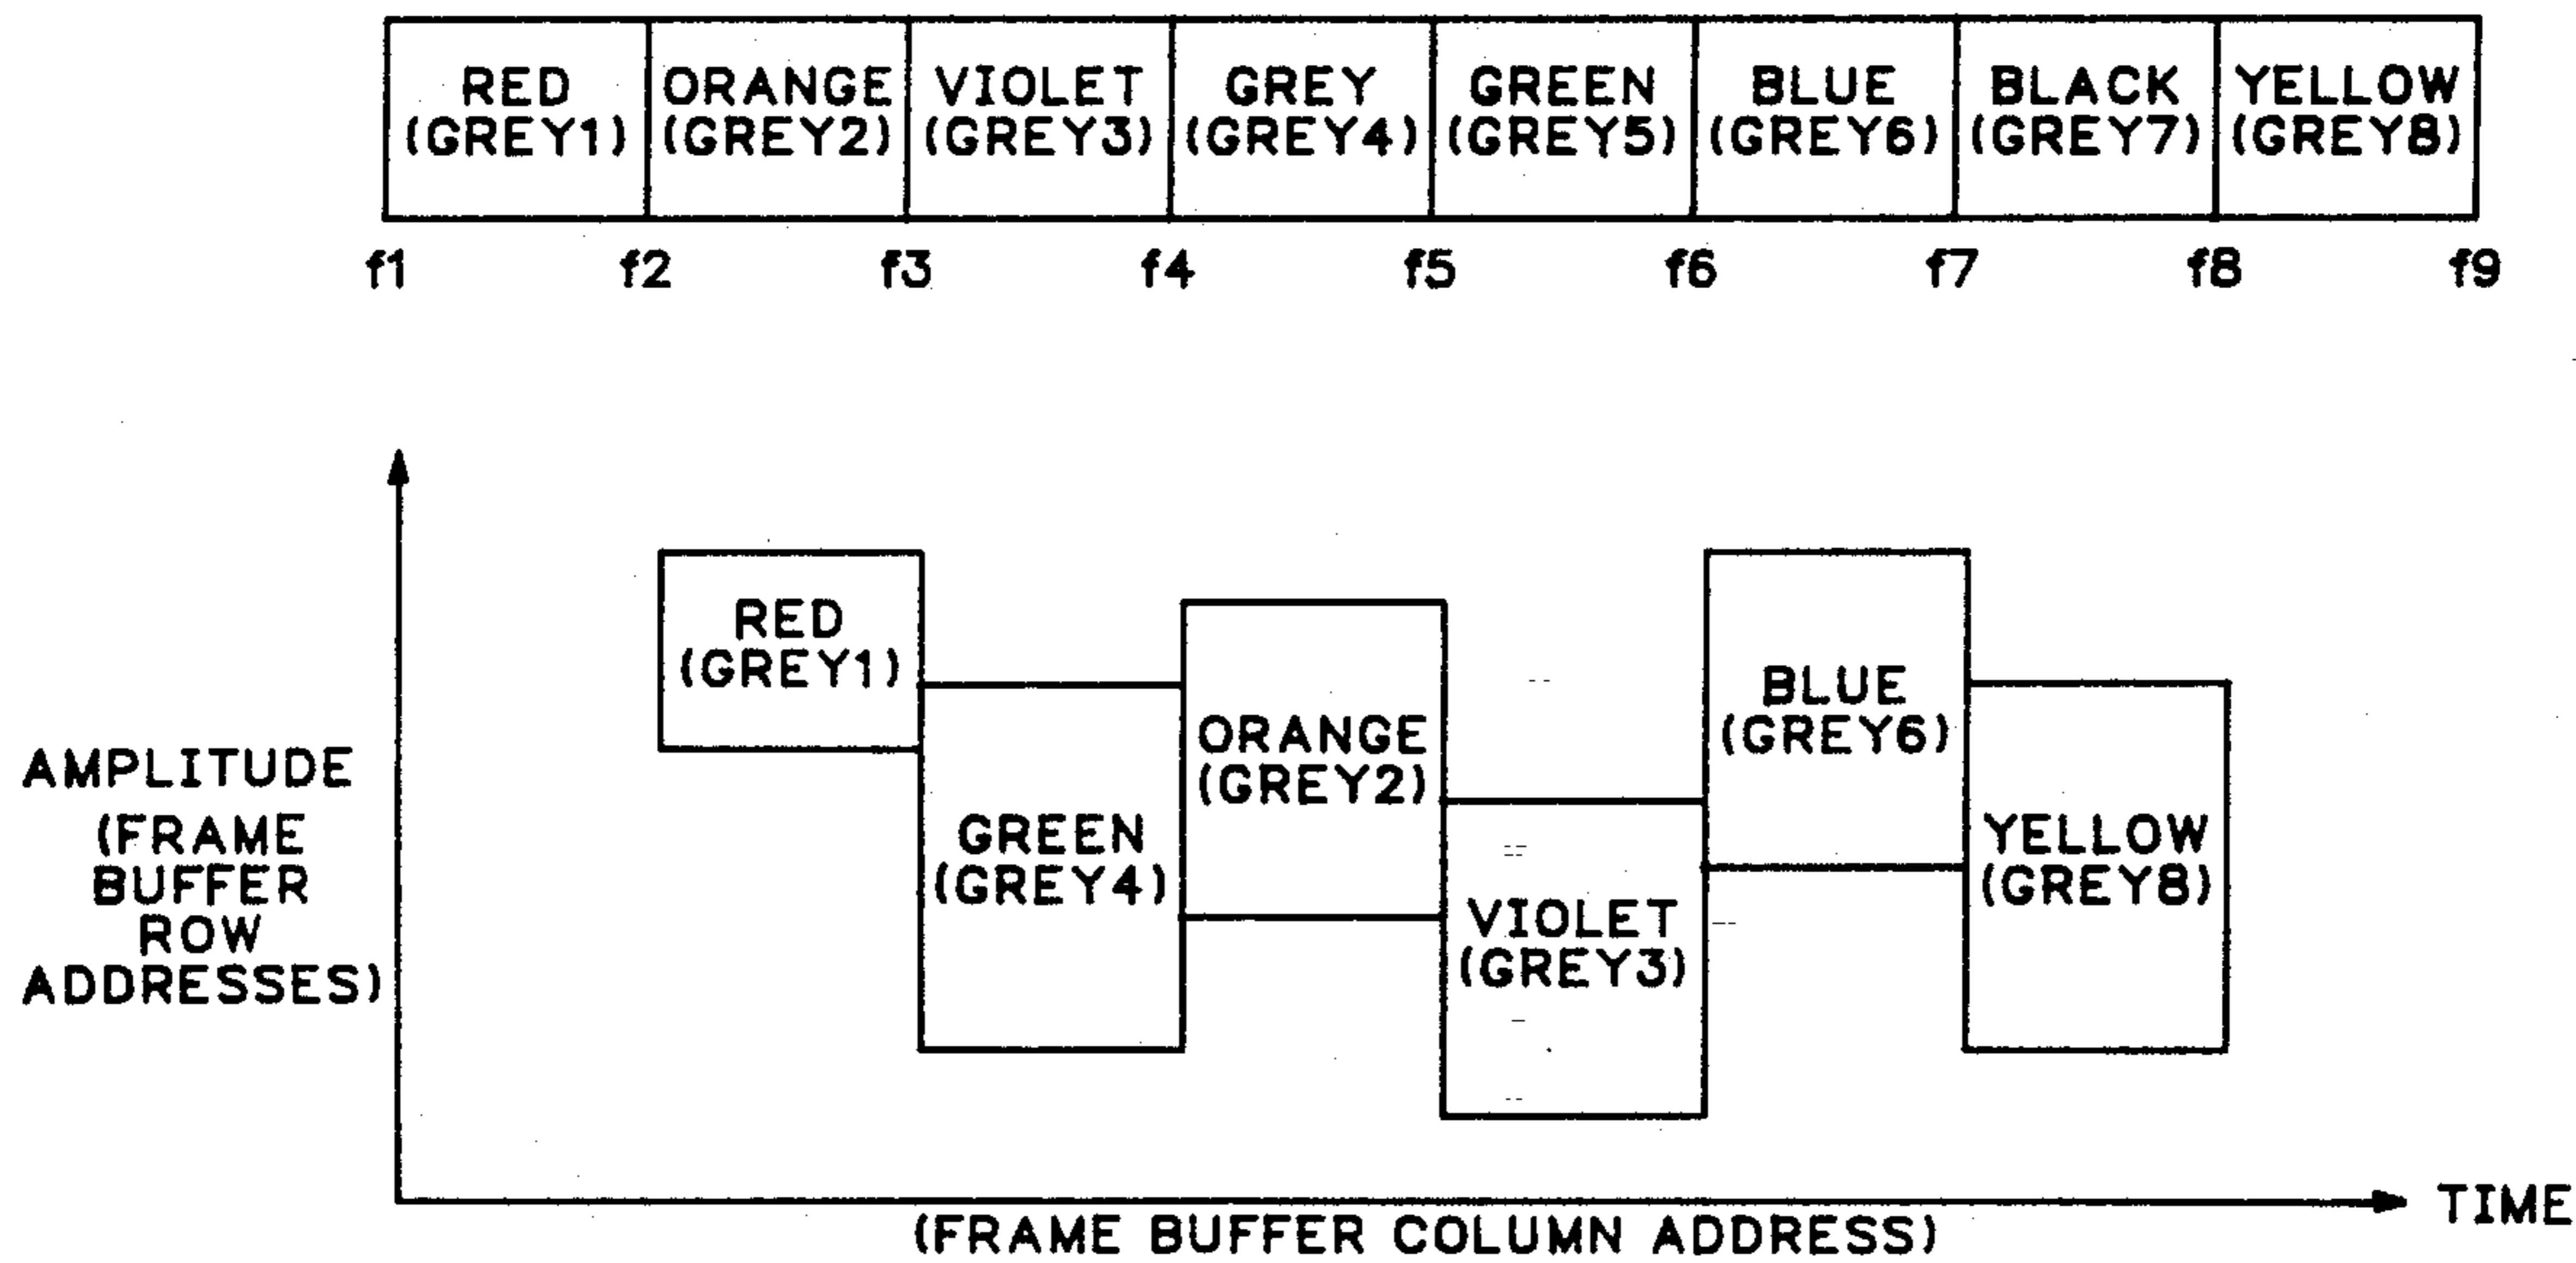 RED ORANGE VIOLET GREY GREEN BLUE BLACK YELLOW
(GREY1) (GREY2) (GREY3) (GREY4) (GREY5) (GREY6) (GREY7) (GREY8)
f1 f2 f3 f4 f5 f6 f7 f8 f9
AMPLITUDE
(FRAME
BUFFER
ROW
ADDRESSES)
RED
(GREY1)
GREEN
(GREY4)
ORANGE
(GREY2)
VIOLET
(GREY3)
BLUE
(GREY6)
YELLOW
(GREY8)
TIME
(FRAME BUFFER COLUMN ADDRESS)